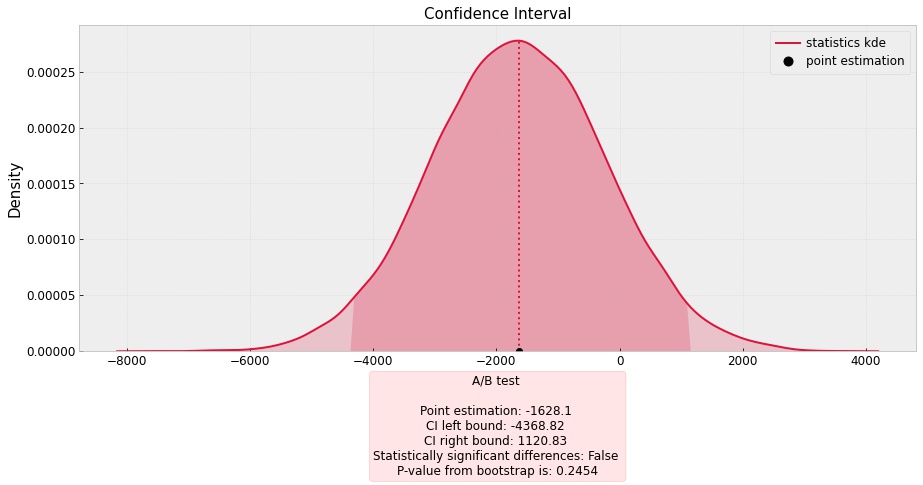 Confidence Interval
statistics kde
point estimation
Density
0.00025
0.00020
0.00015
0.00010
0.00005
0.00000
−8000 −6000 −4000 −2000 0 2000 4000
A/B test
Point estimation: -1628.1
CI left bound: -4368.82
CI right bound: 1120.83
Statistically significant differences: False
P-value from bootstrap is: 0.2454